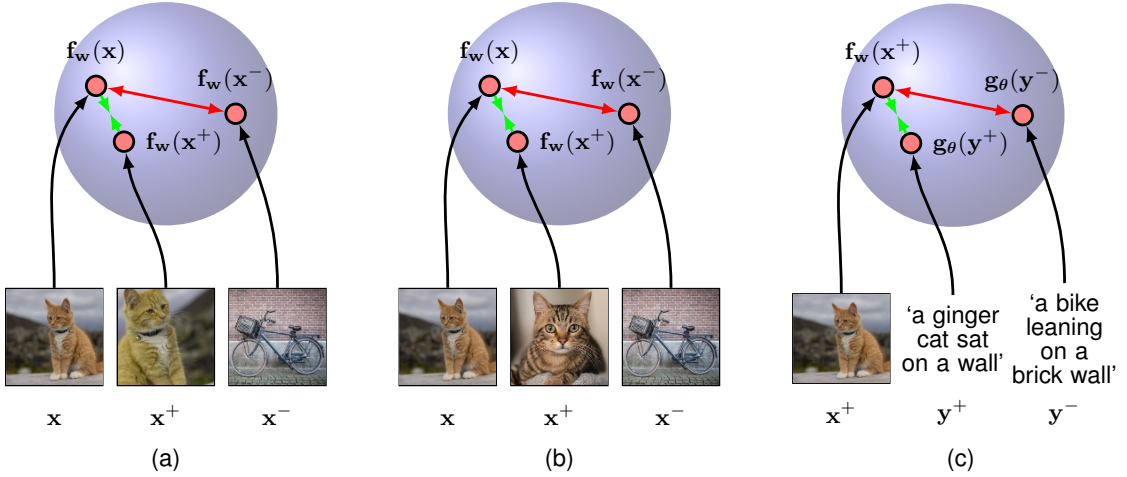 f_w(x)
f_w(x⁻)
f_w(x⁺)
x
x⁺
x⁻
(a)
f_w(x)
f_w(x⁻)
f_w(x⁺)
x
x⁺
x⁻
(b)
f_w(x⁺)
g_θ(y⁻)
g_θ(y⁺)
‘a ginger
cat sat
on a wall’
‘a bike
leaning
on a
brick wall’
x⁺
y⁺
y⁻
(c)